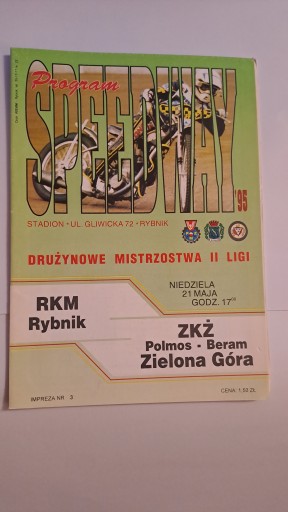 Program
SPEEDWAY
'95
STADION • UL. GLIWICKA 72 • RYBNIK
DRUŻYNOWE MISTRZOSTWA II LIGI
NIEDZIELA
21 MAJA
GODZ. 17⁰⁰
RKM
Rybnik
ZKŻ
Polmos - Beram
Zielona Góra
IMPREZA NR 3
CENA: 1,50 ZŁ